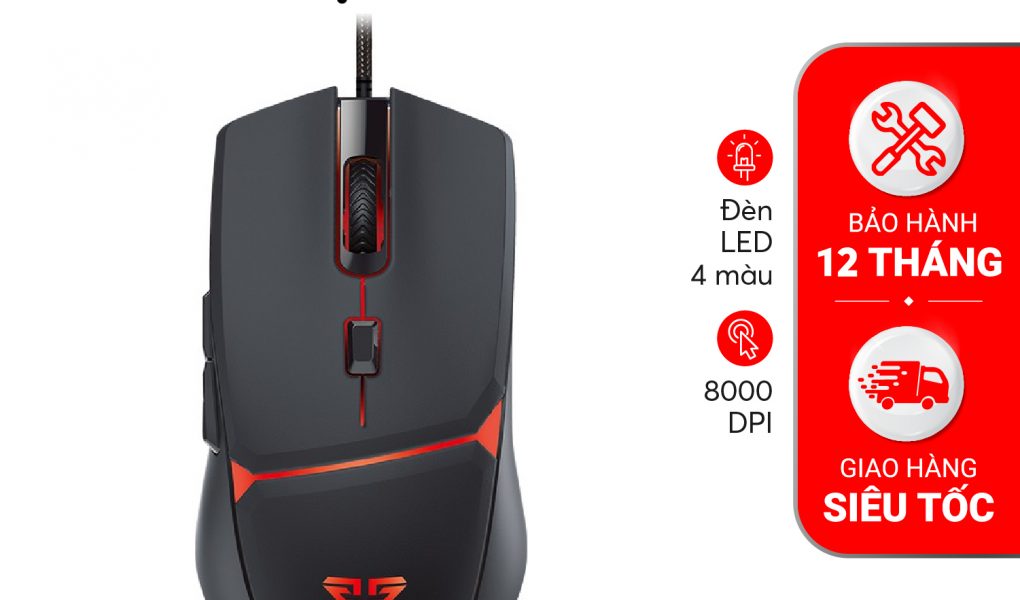 Đèn
LED
4 màu
8000
DPI
BẢO HÀNH
12 THÁNG
GIAO HÀNG
SIÊU TỐC